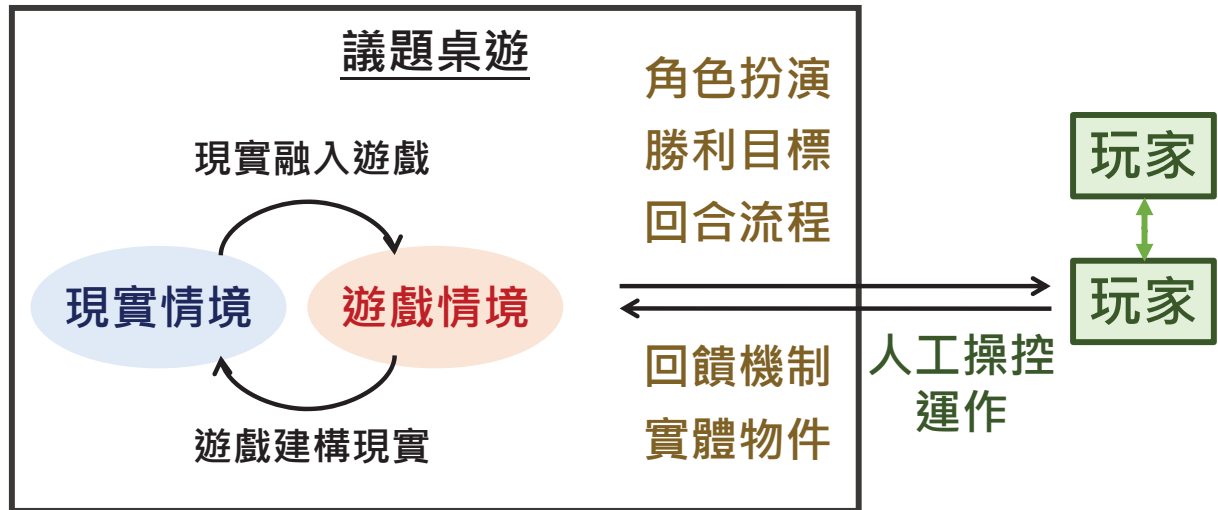 議題桌遊
現實融入遊戲
現實情境
遊戲情境
遊戲建構現實
角色扮演
勝利目標
回合流程
回饋機制
實體物件
人工操控
運作
玩家
玩家